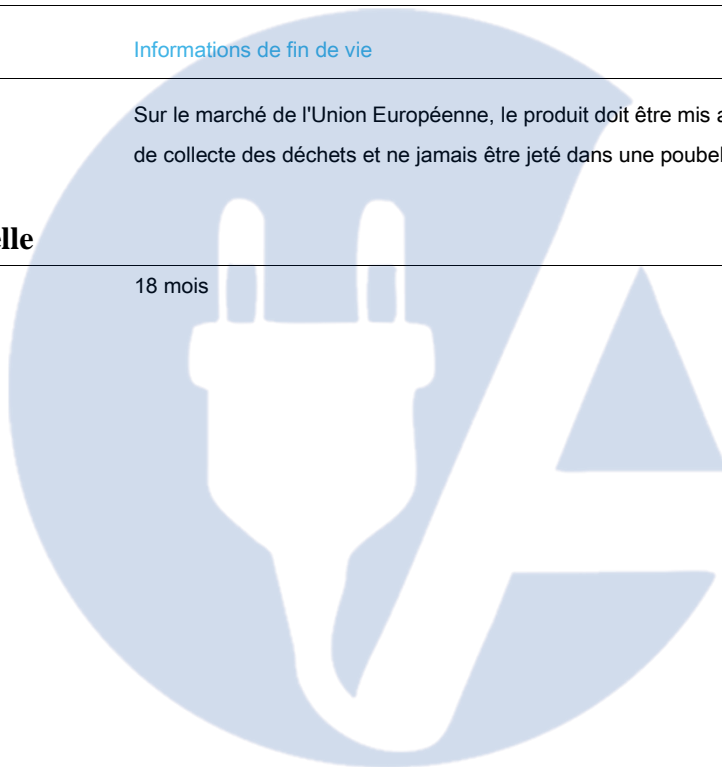 Informations de fin de vie
Sur le marché de l'Union Européenne, le produit doit être mis a
de collecte des déchets et ne jamais être jeté dans une poubel
elle
18 mois